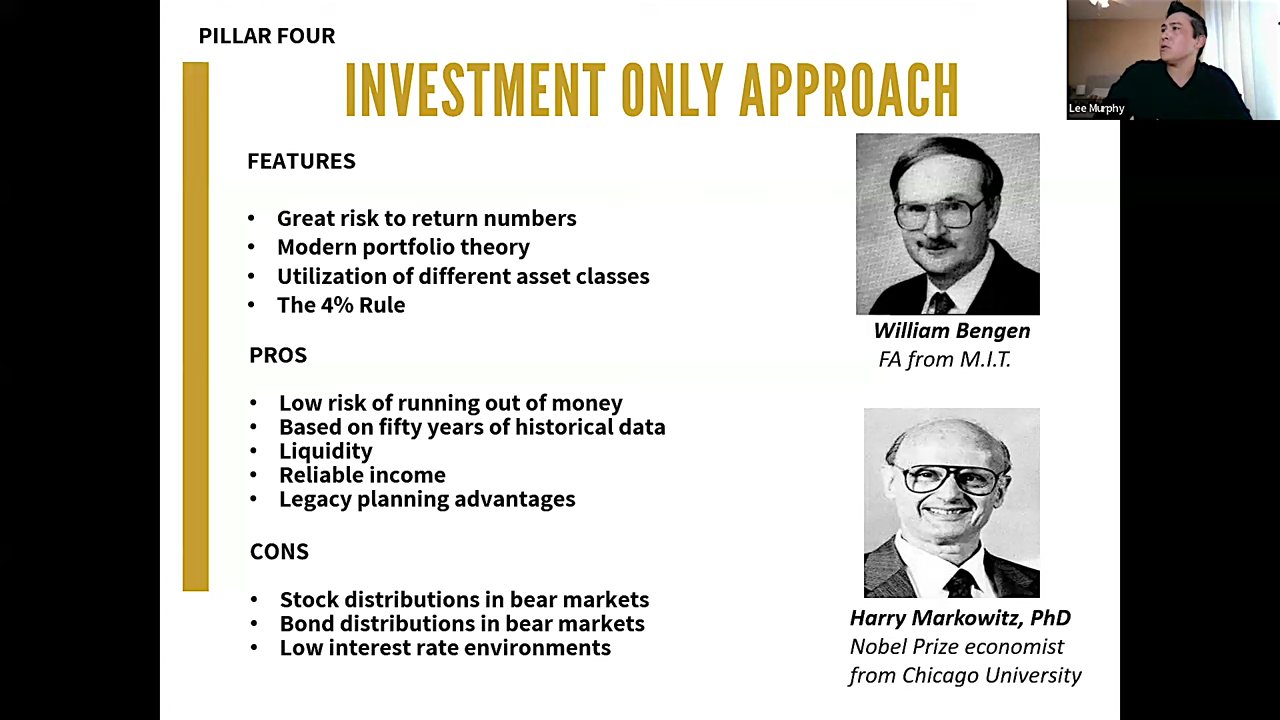 PILLAR FOUR
INVESTMENT ONLY APPROACH
Lee Murphy
FEATURES
• Great risk to return numbers
• Modern portfolio theory
• Utilization of different asset classes
• The 4% Rule
PROS
• Low risk of running out of money
• Based on fifty years of historical data
• Liquidity
• Reliable income
• Legacy planning advantages
CONS
• Stock distributions in bear markets
• Bond distributions in bear markets
• Low interest rate environments
William Bengen
FA from M.I.T.
Harry Markowitz, PhD
Nobel Prize economist
from Chicago University